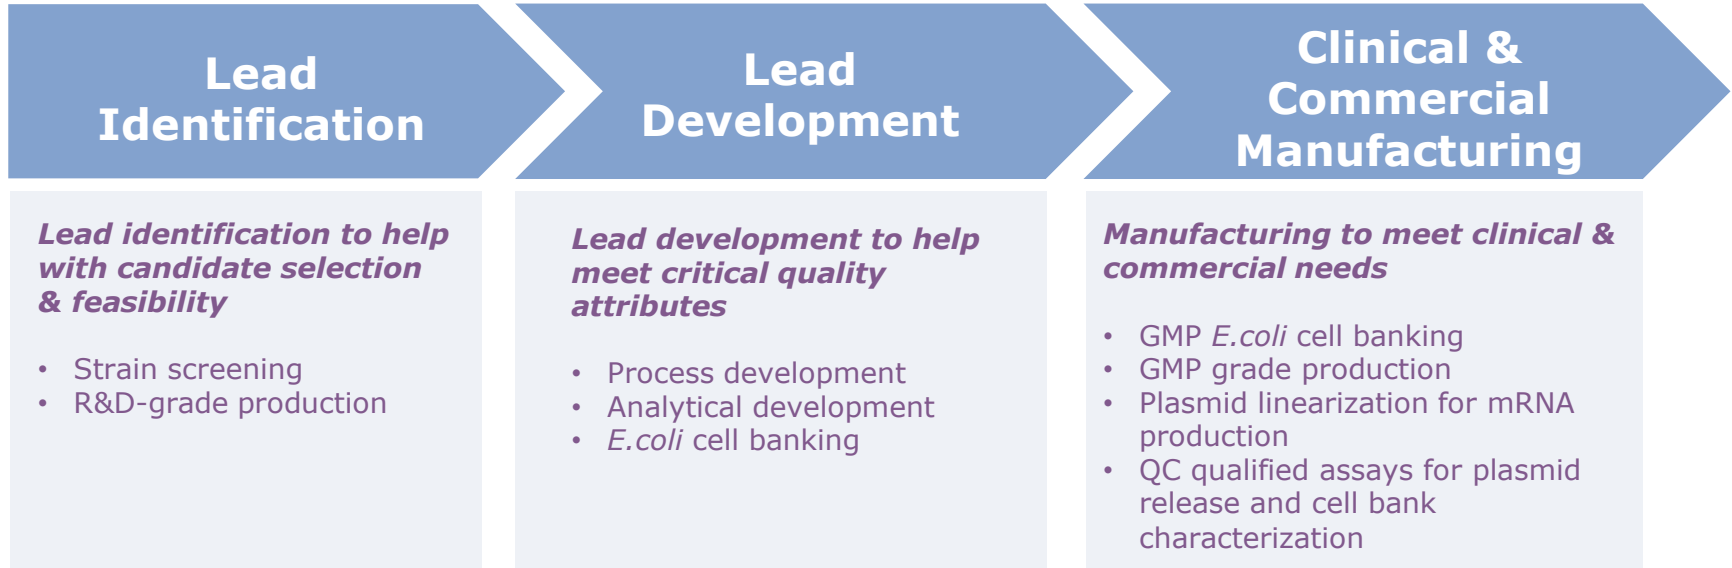 Lead
Identification
Lead identification to help
with candidate selection
& feasibility
• Strain screening
• R&D-grade production
Lead
Development
Lead development to help
meet critical quality
attributes
• Process development
• Analytical development
• E.coli cell banking
Clinical &
Commercial
Manufacturing
Manufacturing to meet clinical &
commercial needs
• GMP E.coli cell banking
• GMP grade production
• Plasmid linearization for mRNA
production
• QC qualified assays for plasmid
release and cell bank
characterization